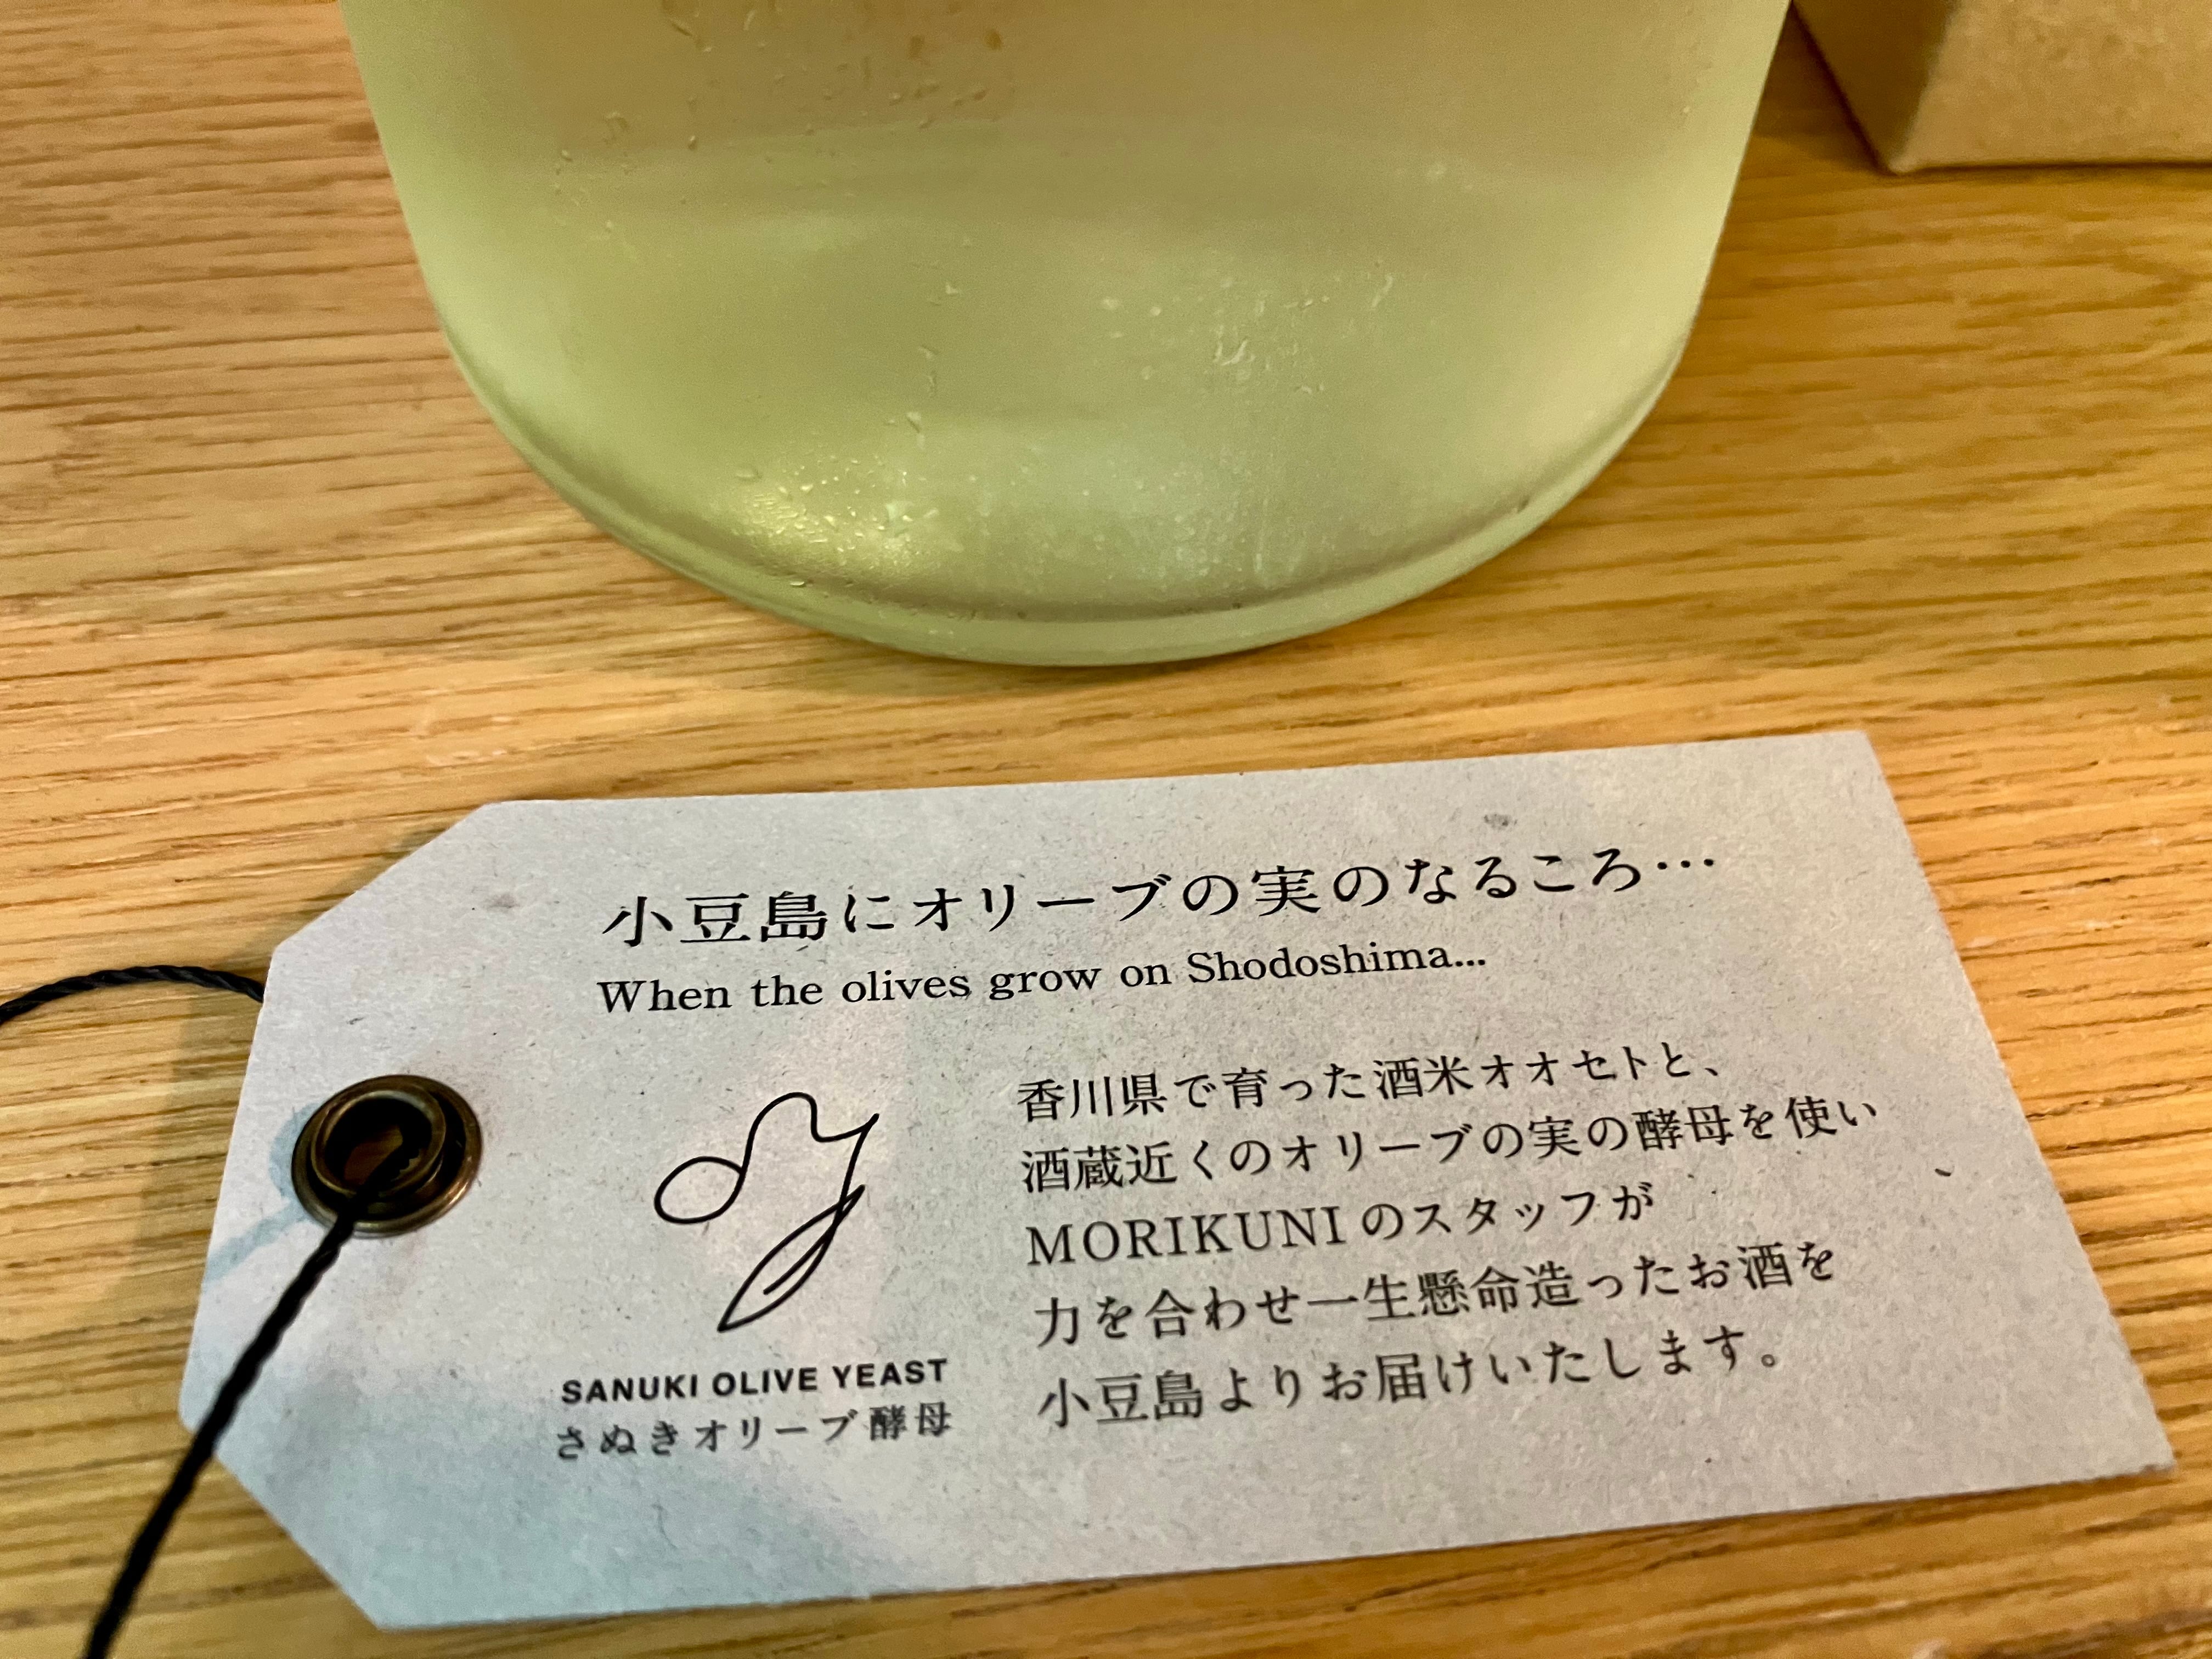 小豆島にオリーブの実のなるころ…
When the olives grow on Shodoshima...
香川県で育った酒米オオセトと、
酒蔵近くのオリーブの実の酵母を使い
MORIKUNIのスタッフが
力を合わせ一生懸命造ったお酒を
小豆島よりお届けいたします。
SANUKI OLIVE YEAST
さぬきオリーブ酵母